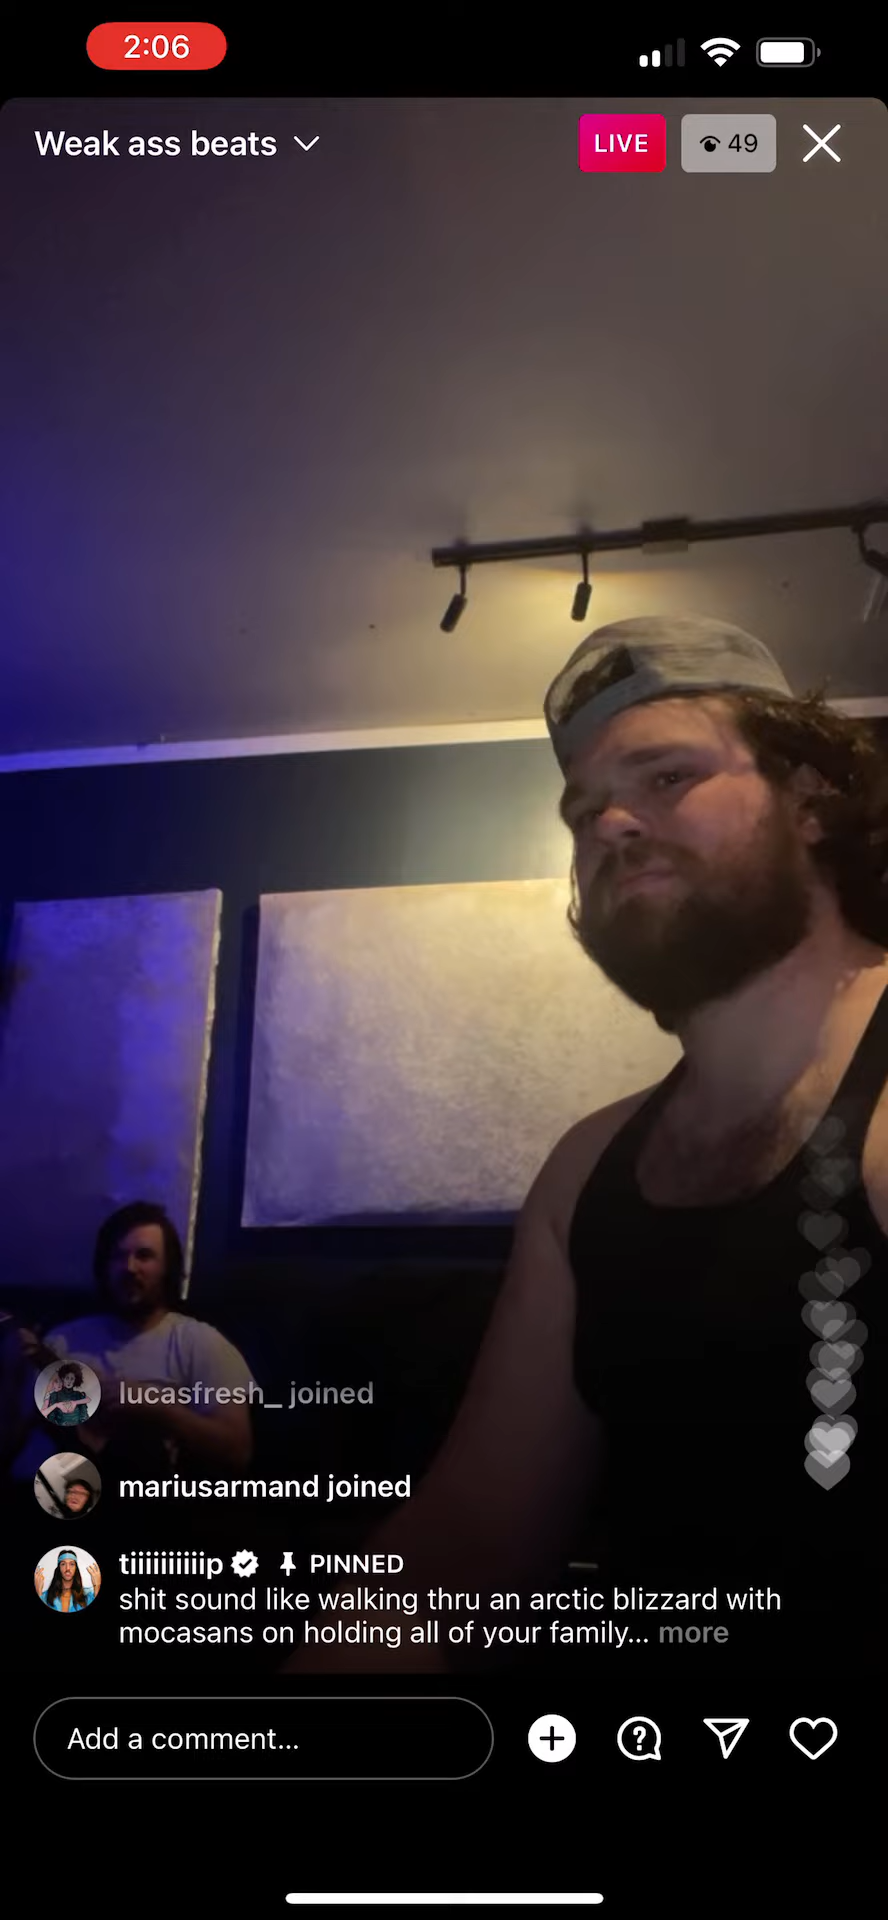 2:06
Weak ass beats
LIVE
49
lucasfresh_ joined
mariusarmand joined
tiiiiiiiiiip PINNED
shit sound like walking thru an arctic blizzard with
mocasans on holding all of your family... more
Add a comment...